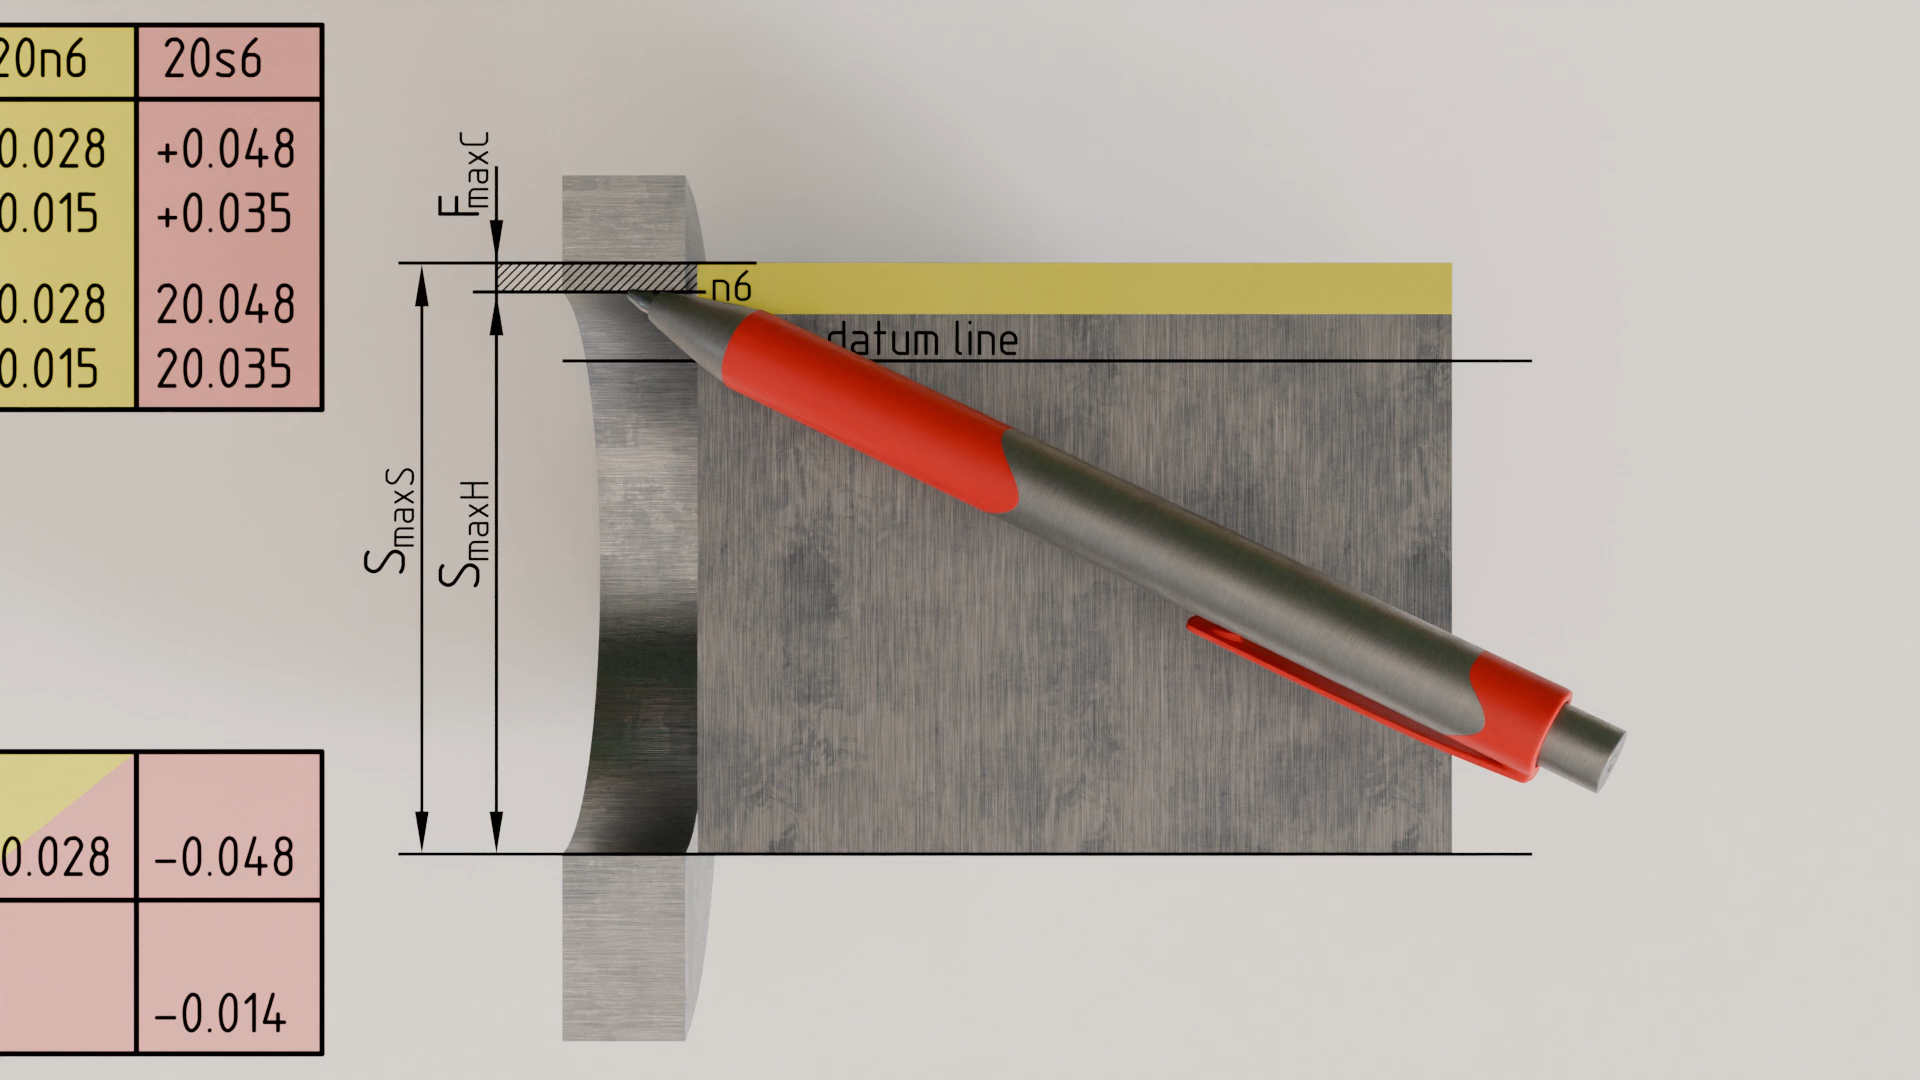 20n6 20s6
0.028 +0.048
0.015 +0.035
0.028 20.048
0.015 20.035
0.028 −0.048
−0.014
FmaxC
SmaxS
SmaxH
n6
datum line